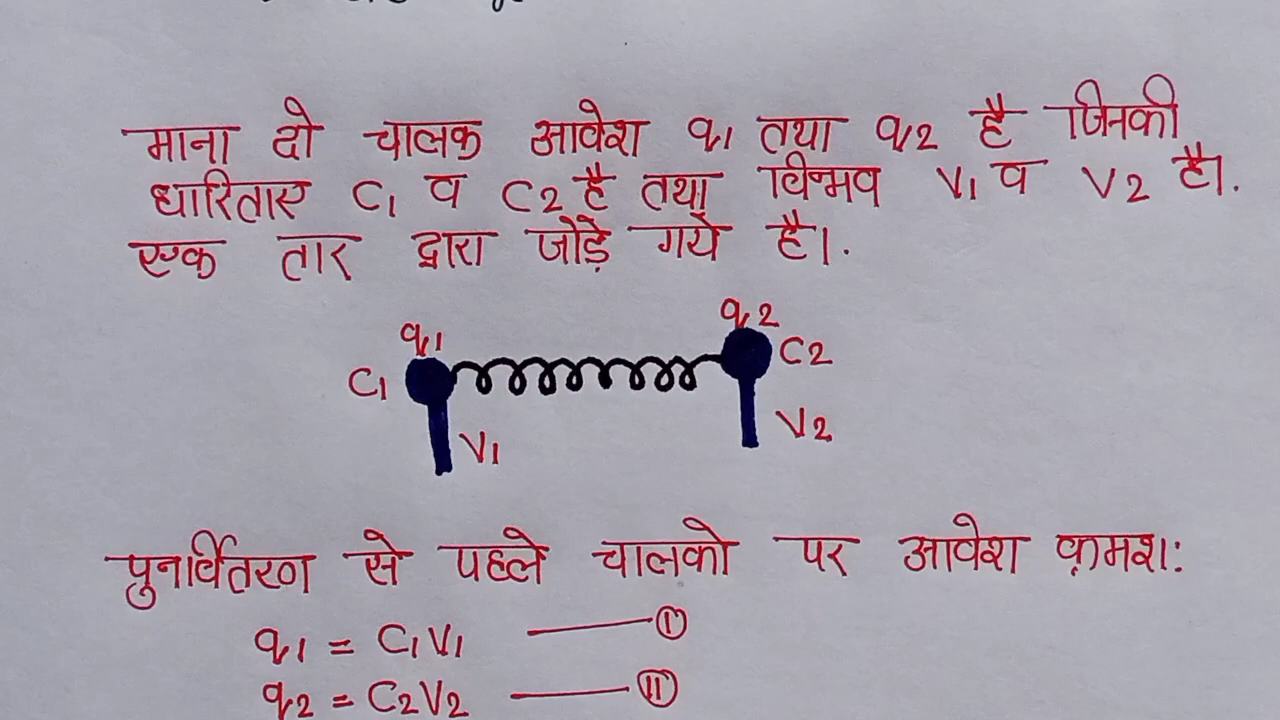 माना दो चालक आवेश q1 तथा q2 है जिनकी
धारिताए C1 व C2 है तथा विन्मव V1 व V2 है।.
एक तार द्वारा जोड़े गये है।.
q1 q2
C1 C2
V1 V2
पुनर्वितरण से पहले चालको पर आवेश क्रमश:
q1 = C1V1 —— (I)
q2 = C2V2 —— (II)